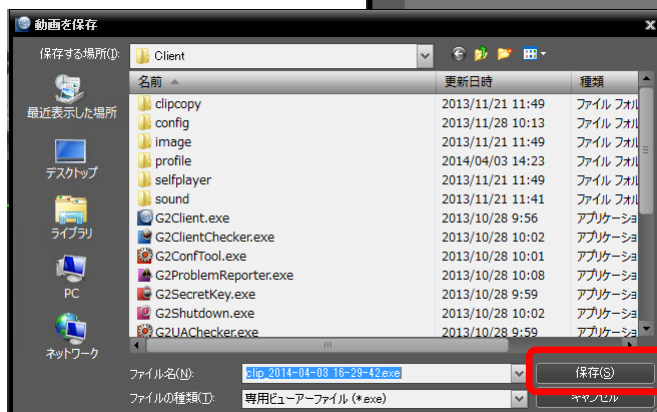 動画を保存
x
保存する場所(I):
Client
名前
更新日時
種類
最近表示した場所
デスクトップ
ライブラリ
PC
ネットワーク
clipcopy 2013/11/21 11:49 ファイル フォル
config 2013/11/28 10:13 ファイル フォル
image 2013/11/21 11:49 ファイル フォル
profile 2014/04/03 14:23 ファイル フォル
selfplayer 2013/11/21 11:49 ファイル フォル
sound 2013/11/21 11:41 ファイル フォル
G2Client.exe 2013/10/28 9:56 アプリケーショ
G2ClientChecker.exe 2013/10/28 10:02 アプリケーショ
G2ConfTool.exe 2013/10/28 10:01 アプリケーショ
G2ProblemReporter.exe 2013/10/28 10:08 アプリケーショ
G2SecretKey.exe 2013/10/28 9:59 アプリケーショ
G2Shutdown.exe 2013/10/28 10:02 アプリケーショ
G2UAChecker.exe 2013/10/28 9:59 アプリケーショ
ファイル名(N):
clip_2014-04-03 16-29-42.exe
保存(S)
ファイルの種類(T):
専用ビューアーファイル (*.exe)
キャンセル